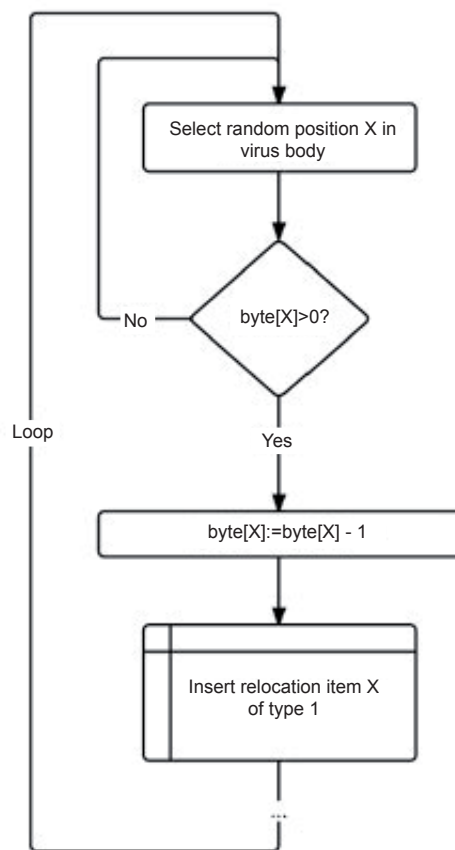 Select random position X in
virus body
byte[X]>0?
No
Loop
Yes
byte[X]:=byte[X] - 1
Insert relocation item X
of type 1
...